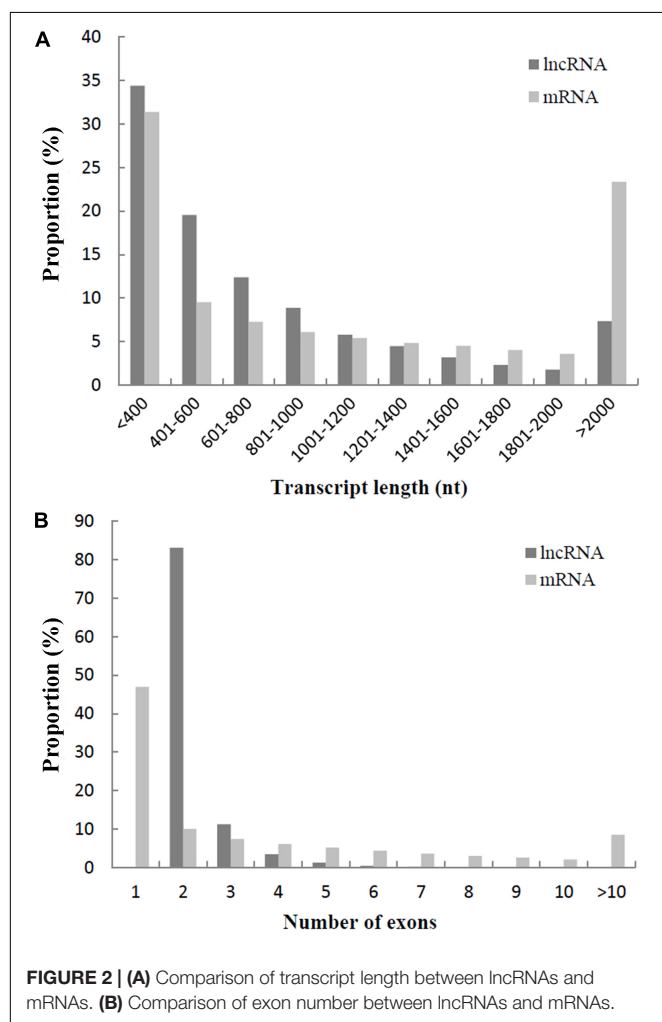 A
40
35
30
25
20
15
10
5
0
Proportion (%)
lncRNA
mRNA
<400
401-600
601-800
801-1000
1001-1200
1201-1400
1401-1600
1601-1800
1801-2000
>2000
Transcript length (nt)
B
90
80
70
60
50
40
30
20
10
0
Proportion (%)
lncRNA
mRNA
1 2 3 4 5 6 7 8 9 10 >10
Number of exons
FIGURE 2 | (A) Comparison of transcript length between lncRNAs and
mRNAs. (B) Comparison of exon number between lncRNAs and mRNAs.